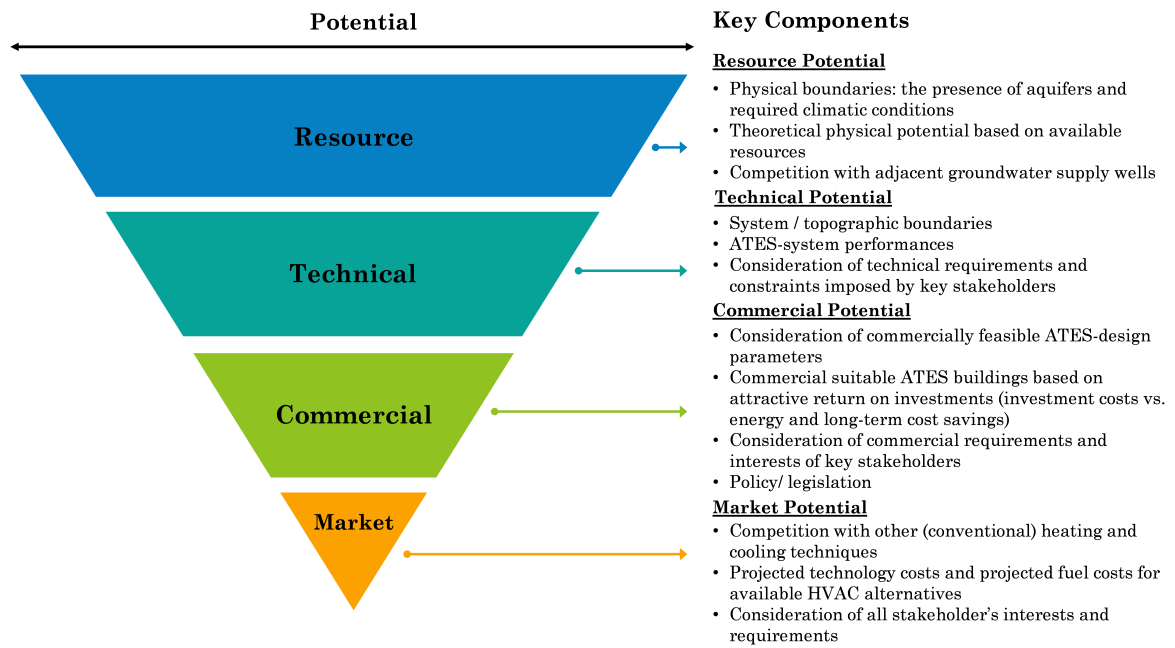 Potential
Resource
Technical
Commercial
Market
Key Components
Resource Potential
• Physical boundaries: the presence of aquifers and
required climatic conditions
• Theoretical physical potential based on available
resources
• Competition with adjacent groundwater supply wells
Technical Potential
• System / topographic boundaries
• ATES-system performances
• Consideration of technical requirements and
constraints imposed by key stakeholders
Commercial Potential
• Consideration of commercially feasible ATES-design
parameters
• Commercial suitable ATES buildings based on
attractive return on investments (investment costs vs.
energy and long-term cost savings)
• Consideration of commercial requirements and
interests of key stakeholders
• Policy/ legislation
Market Potential
• Competition with other (conventional) heating and
cooling techniques
• Projected technology costs and projected fuel costs for
available HVAC alternatives
• Consideration of all stakeholder’s interests and
requirements